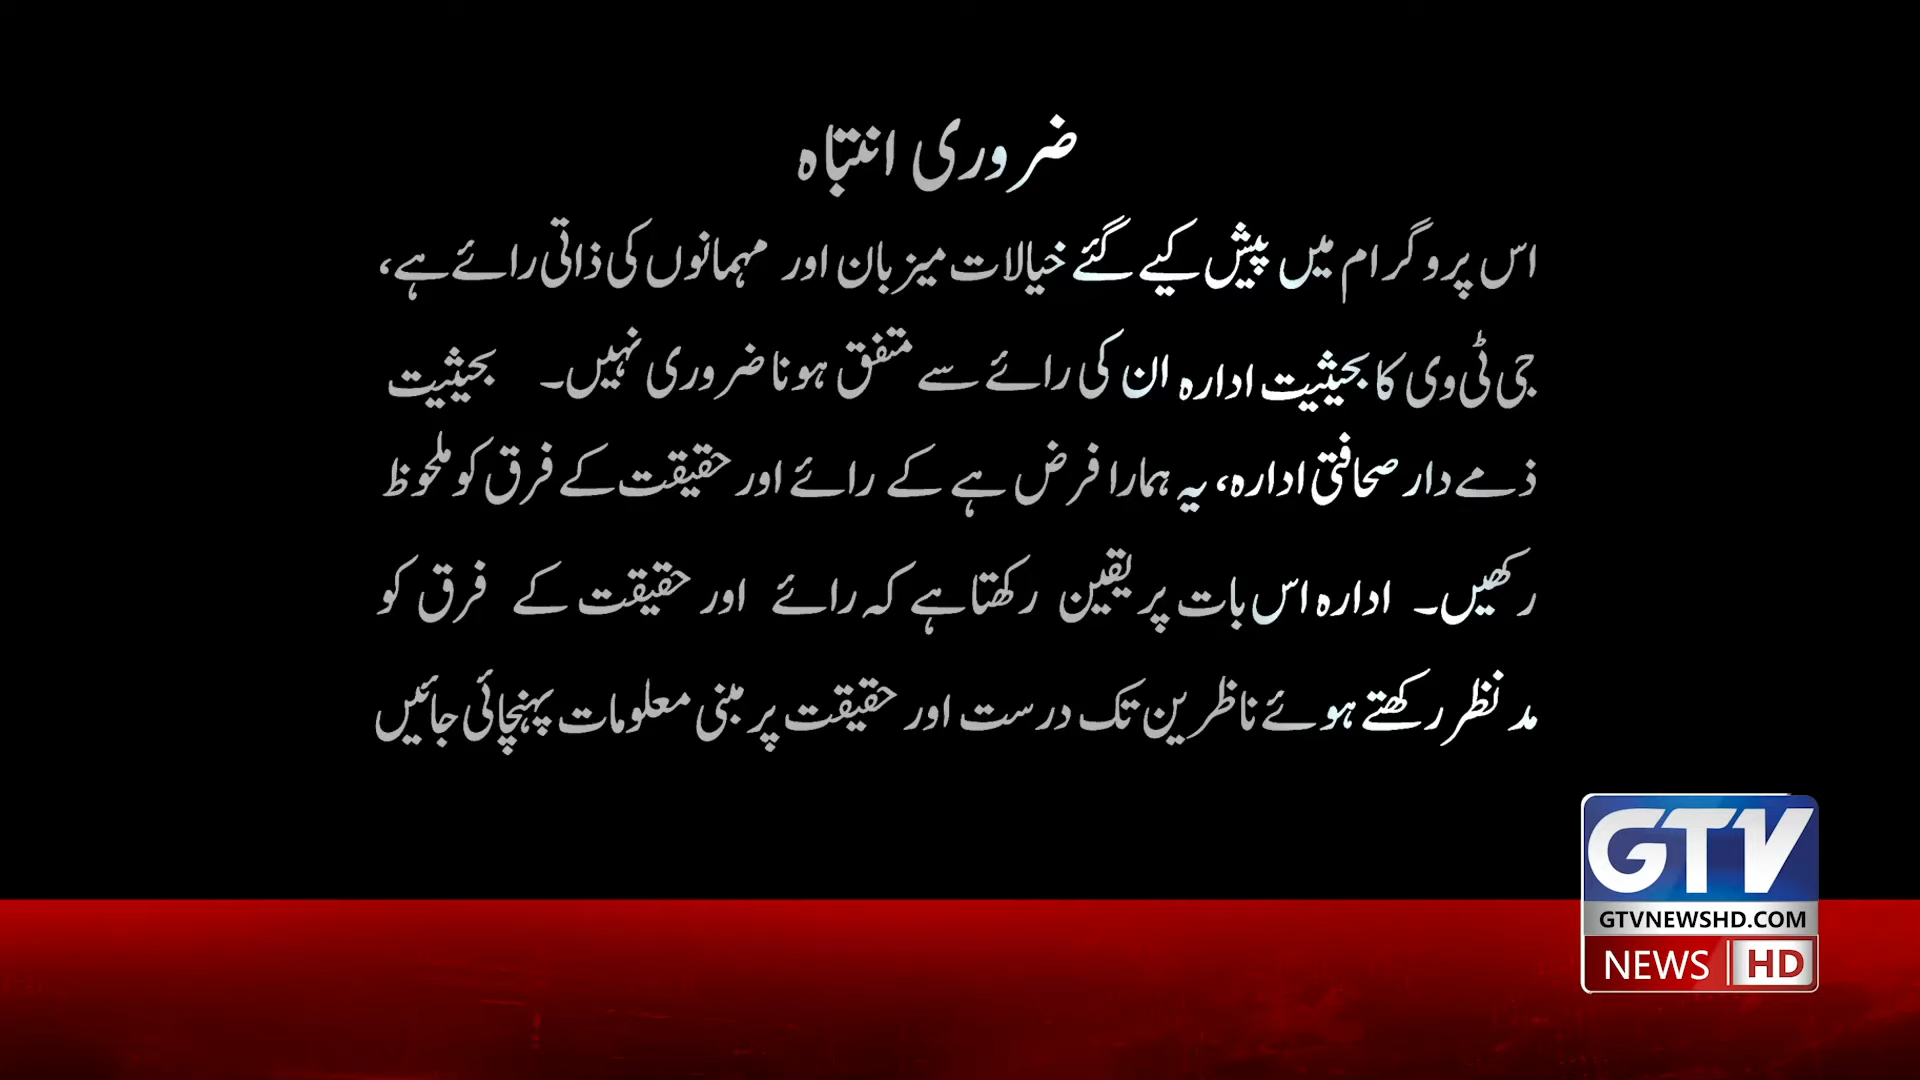 ضروری انتباہ
اس پروگرام میں پیش کیے گئے خیالات میزبان اور مہمانوں کی ذاتی رائے ہے،
جی ٹی وی کا بحیثیت ادارہ ان کی رائے سے متفق ہونا ضروری نہیں۔ بحیثیت
ذمے دار صحافتی ادارہ، یہ ہمارا فرض ہے کے رائے اور حقیقت کے فرق کو ملحوظ
رکھیں۔ ادارہ اس بات پر یقین رکھتا ہے کہ رائے اور حقیقت کے فرق کو
مد نظر رکھتے ہوئے ناظرین تک درست اور حقیقت پر مبنی معلومات پہنچائی جائیں
GTV
GTVNEWSHD.COM
NEWS HD